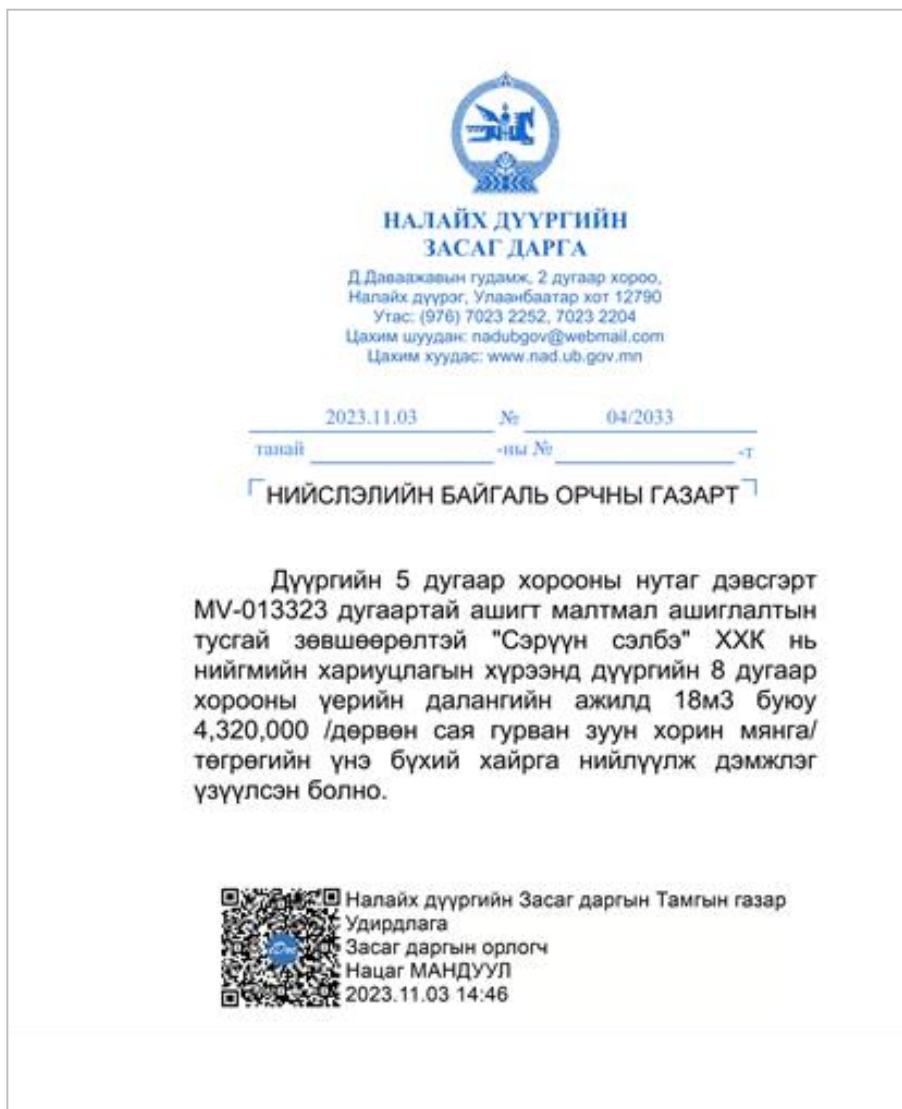 НАЛАЙХ ДҮҮРГИЙН
ЗАСАГ ДАРГА
Д.Даваажавын гудамж, 2 дугаар хороо,
Налайх дүүрэг, Улаанбаатар хот 12790
Утас: (976) 7023 2252, 7023 2204
Цахим шуудан: nadubgov@webmail.com
Цахим хуудас: www.nad.ub.gov.mn
2023.11.03 № 04/2033
танай -ны № -т
НИЙСЛЭЛИЙН БАЙГАЛЬ ОРЧНЫ ГАЗАРТ
Дүүргийн 5 дугаар хорооны нутаг дэвсгэрт
MV-013323 дугаартай ашигт малтмал ашиглалтын
тусгай зөвшөөрөлтэй "Сэрүүн сэлбэ" ХХК нь
нийгмийн хариуцлагын хүрээнд дүүргийн 8 дугаар
хорооны үерийн далангийн ажилд 18м3 буюу
4,320,000 /дөрвөн сая гурван зуун хорин мянга/
төгрөгийн үнэ бүхий хайрга нийлүүлж дэмжлэг
үзүүлсэн болно.
Налайх дүүргийн Засаг даргын Тамгын газар
Удирдлага
Засаг даргын орлогч
Нацаг МАНДУУЛ
2023.11.03 14:46